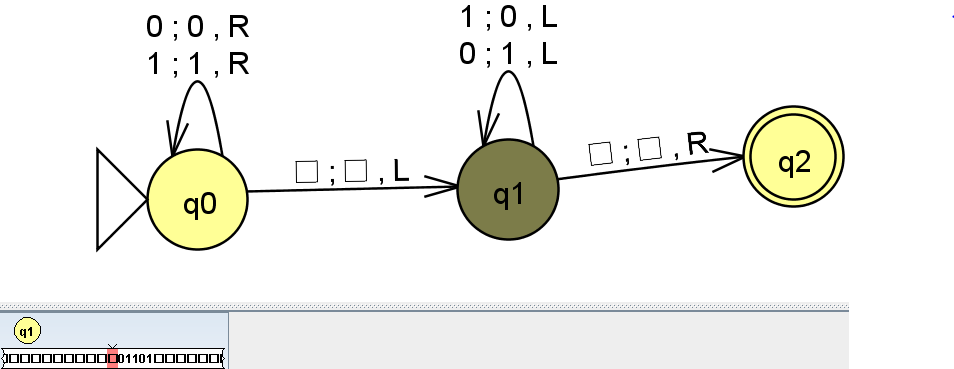 0 ; 0 , R
1 ; 1 , R
1 ; 0 , L
0 ; 1 , L
□ ; □ , L
□ ; □ , R
q0
q1
q2
q1
□□□□□□□□□□□01101□□□□□□